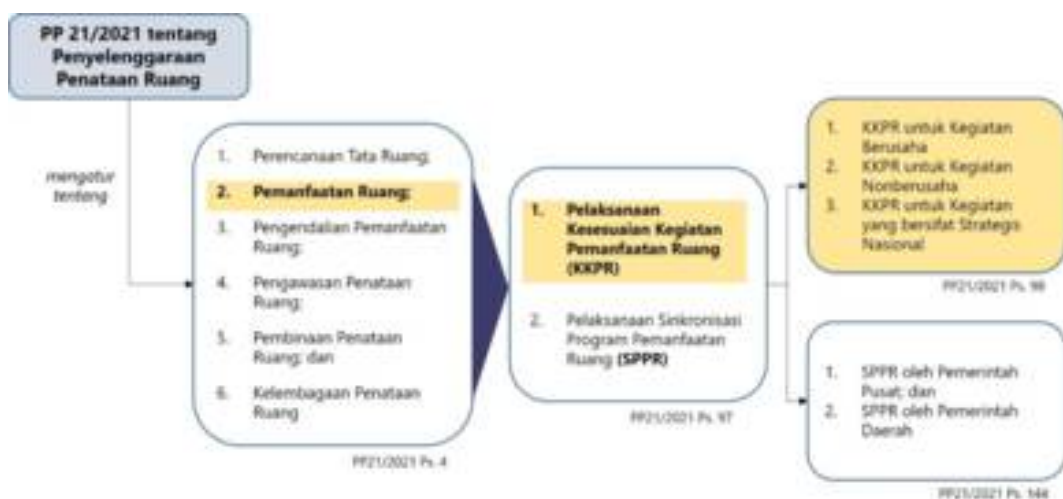 PP 21/2021 tentang
Penyelenggaraan
Penataan Ruang
mengatur
tentang
1. Perencanaan Tata Ruang;
2. Pemanfaatan Ruang;
3. Pengendalian Pemanfaatan
Ruang;
4. Pengawasan Penataan
Ruang;
5. Pembinaan Penataan
Ruang; dan
6. Kelembagaan Penataan
Ruang
PP21/2021 Ps. 4
1. Pelaksanaan
Kesesuaian Kegiatan
Pemanfaatan Ruang
(KKPR)
2. Pelaksanaan Sinkronisasi
Program Pemanfaatan
Ruang (SPPR)
PP21/2021 Ps. 97
1. KKPR untuk Kegiatan
Berusaha
2. KKPR untuk Kegiatan
Nonberusaha
3. KKPR untuk Kegiatan
yang bersifat Strategis
Nasional
PP21/2021 Ps. 98
1. SPPR oleh Pemerintah
Pusat; dan
2. SPPR oleh Pemerintah
Daerah
PP21/2021 Ps.